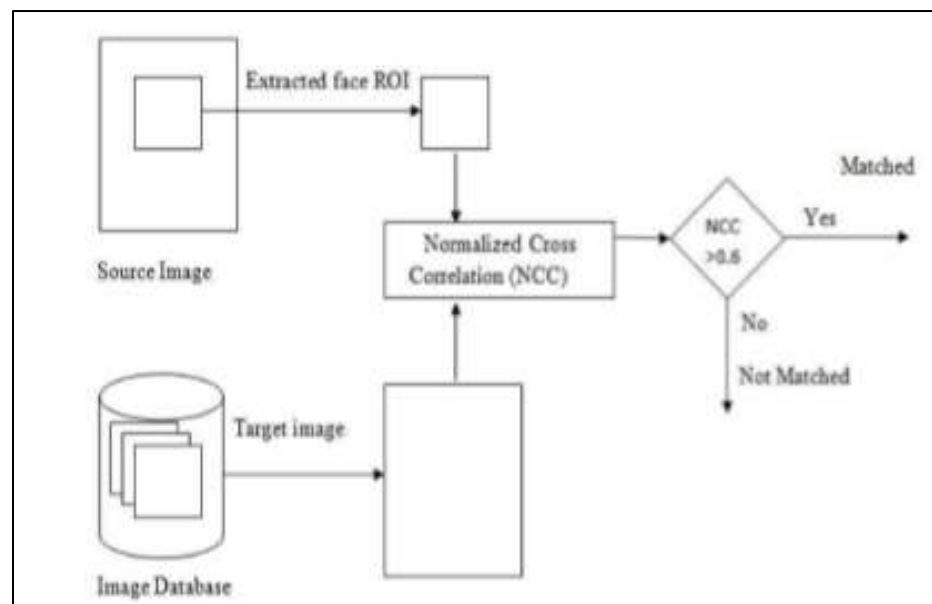 Extracted face ROI
Matched
Source Image
Normalized Cross
Correlation (NCC)
NCC
>0.6
Yes
No
Not Matched
Target image
Image Database